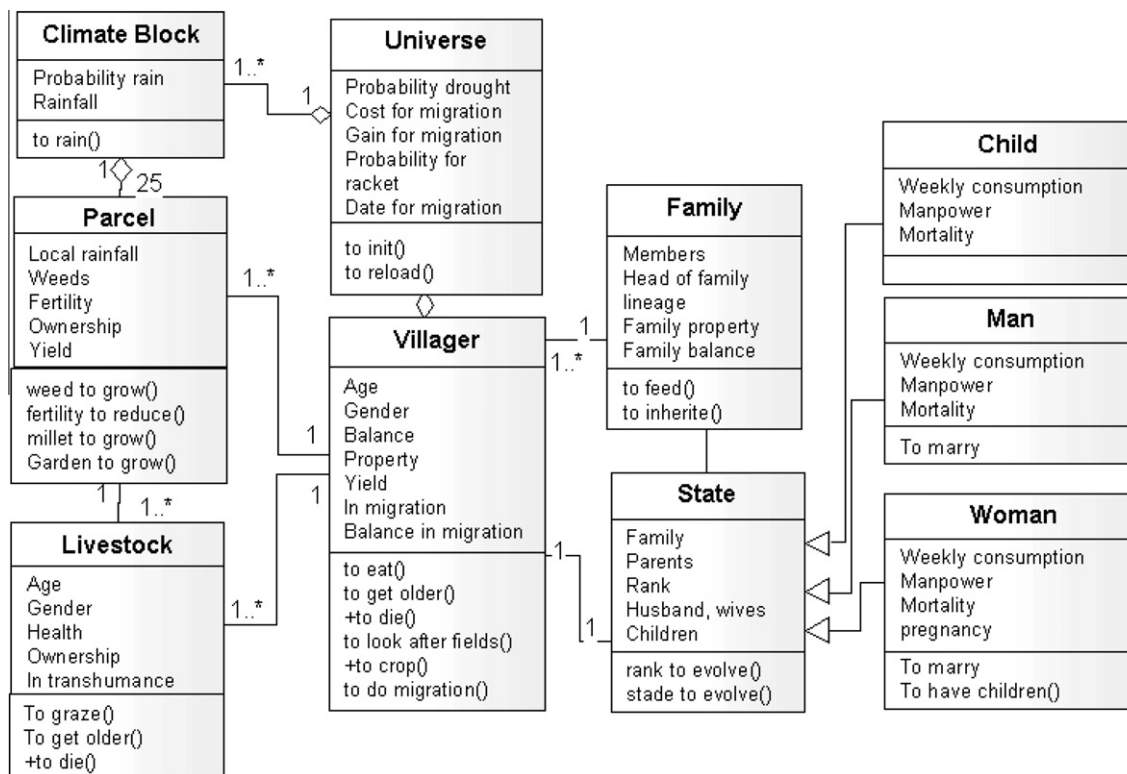 Climate Block
Probability rain
Rainfall
to rain()
1..*
1
1
25
Universe
Probability drought
Cost for migration
Gain for migration
Probability for
racket
Date for migration
to init()
to reload()
Parcel
Local rainfall
Weeds
Fertility
Ownership
Yield
weed to grow()
fertility to reduce()
millet to grow()
Garden to grow()
1..*
1
1
1..*
Livestock
Age
Gender
Health
Ownership
In transhumance
To graze()
To get older()
+to die()
1..*
1
Villager
Age
Gender
Balance
Property
Yield
In migration
Balance in migration
to eat()
to get older()
+to die()
to look after fields()
+to crop()
to do migration()
1
1..*
1
1
Family
Members
Head of family
lineage
Family property
Family balance
to feed()
to inherite()
State
Family
Parents
Rank
Husband, wives
Children
rank to evolve()
stade to evolve()
Child
Weekly consumption
Manpower
Mortality
Man
Weekly consumption
Manpower
Mortality
To marry
Woman
Weekly consumption
Manpower
Mortality
pregnancy
To marry
To have children()